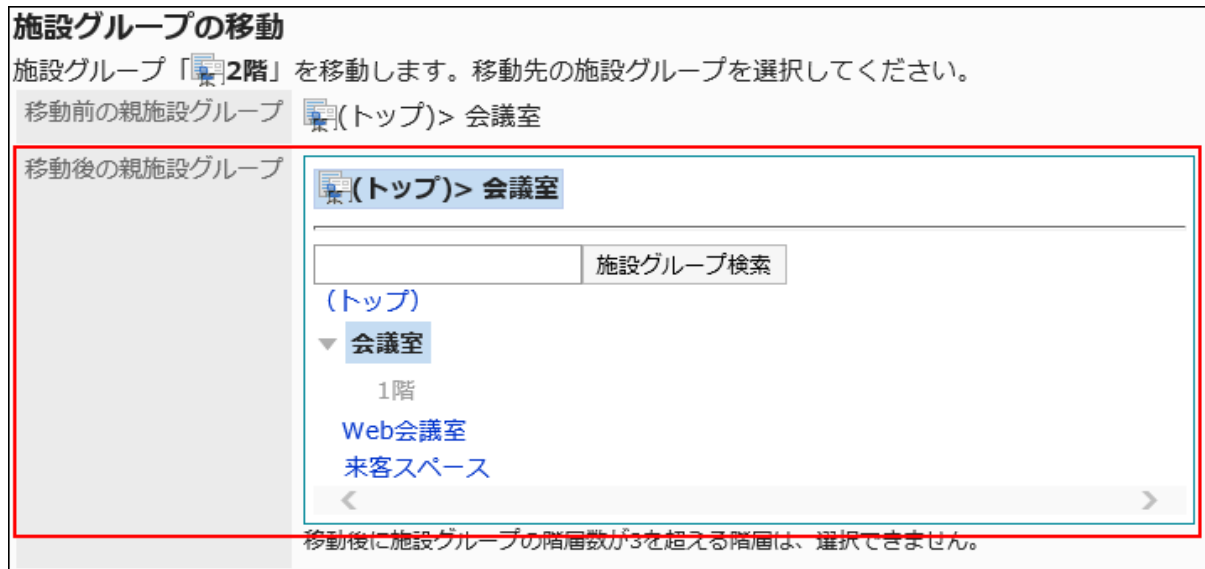 施設グループの移動
施設グループ「2階」を移動します。移動先の施設グループを選択してください。
移動前の親施設グループ (トップ)> 会議室
移動後の親施設グループ
(トップ)> 会議室
施設グループ検索
(トップ)
会議室
1階
Web会議室
来客スペース
移動後に施設グループの階層数が3を超える階層は、選択できません。